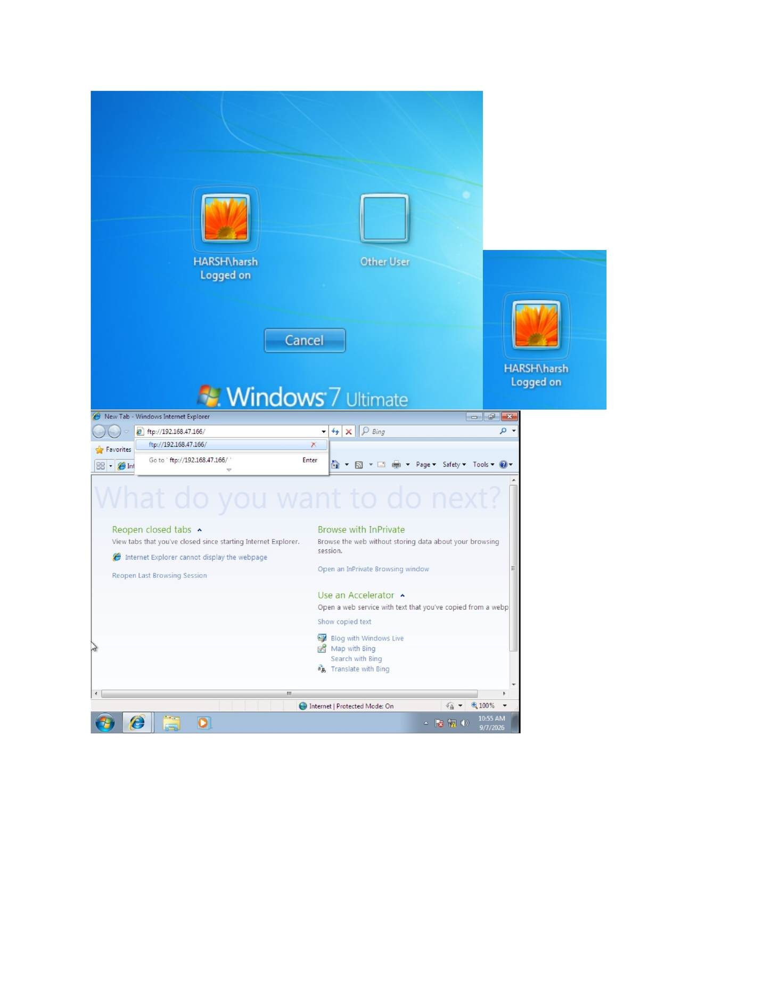 HARSH\harsh
Logged on
Other User
Cancel
Windows 7 Ultimate
HARSH\harsh
Logged on
New Tab - Windows Internet Explorer
ftp://192.168.47.166/
Bing
Favorites
ftp://192.168.47.166/
Go to ' ftp://192.168.47.166/ '
Enter
Int
Page
Safety
Tools
What do you want to do next?
Reopen closed tabs
View tabs that you've closed since starting Internet Explorer.
Internet Explorer cannot display the webpage
Reopen Last Browsing Session
Browse with InPrivate
Browse the web without storing data about your browsing
session.
Open an InPrivate Browsing window
Use an Accelerator
Open a web service with text that you've copied from a webp
Show copied text
Blog with Windows Live
Map with Bing
Search with Bing
Translate with Bing
Internet | Protected Mode: On
100%
10:55 AM
9/7/2026